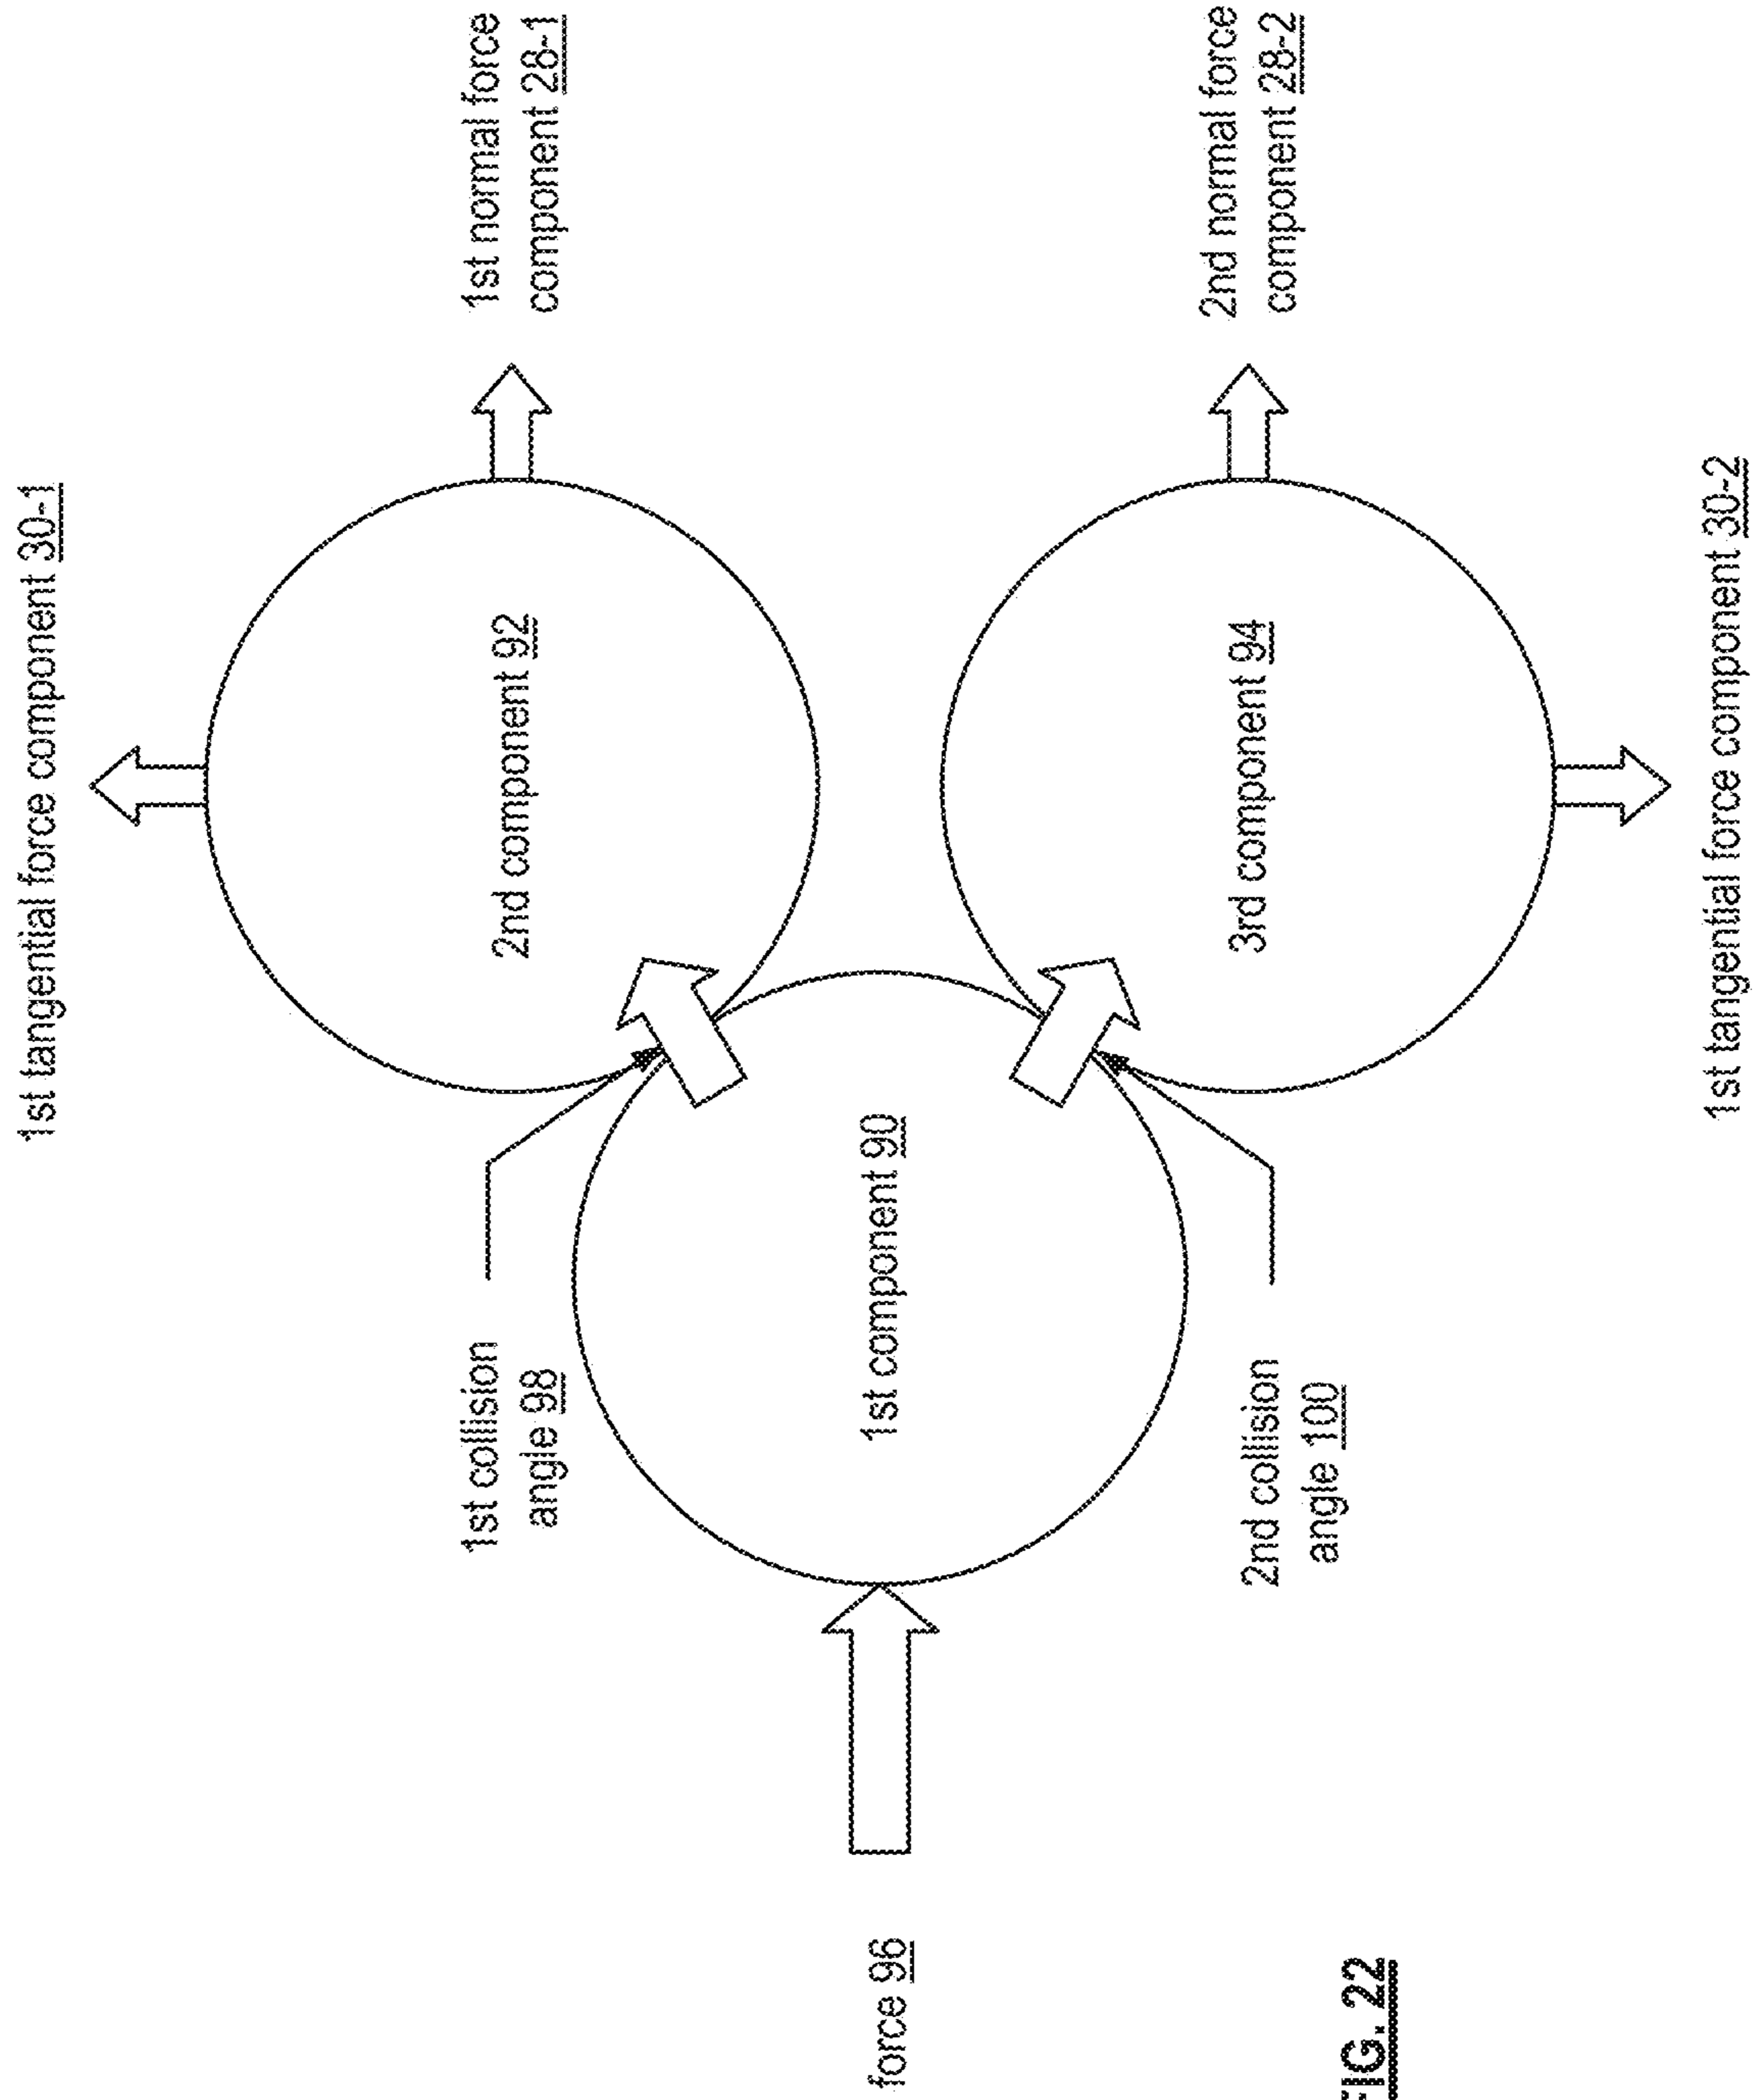 1st tangential force component 30-1
1st collision
angle 98
2nd component 92
1st normal force
component 28-1
force 96
1st component 90
2nd collision
angle 100
3rd component 94
2nd normal force
component 28-2
FIG. 22
1st tangential force component 30-2